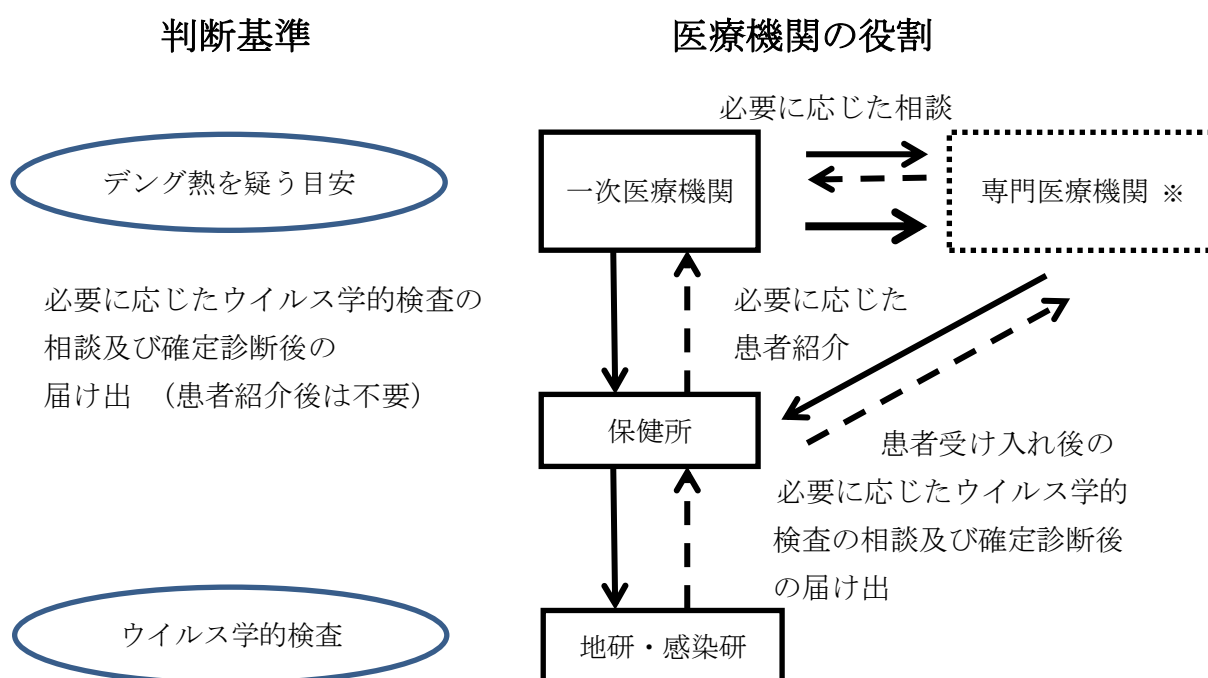 判断基準
医療機関の役割
必要に応じた相談
デング熱を疑う目安
一次医療機関
専門医療機関 ※
必要に応じたウイルス学的検査の
相談及び確定診断後の
届け出 （患者紹介後は不要）
必要に応じた
患者紹介
保健所
患者受け入れ後の
必要に応じたウイルス学的
検査の相談及び確定診断後
の届け出
ウイルス学的検査
地研・感染研